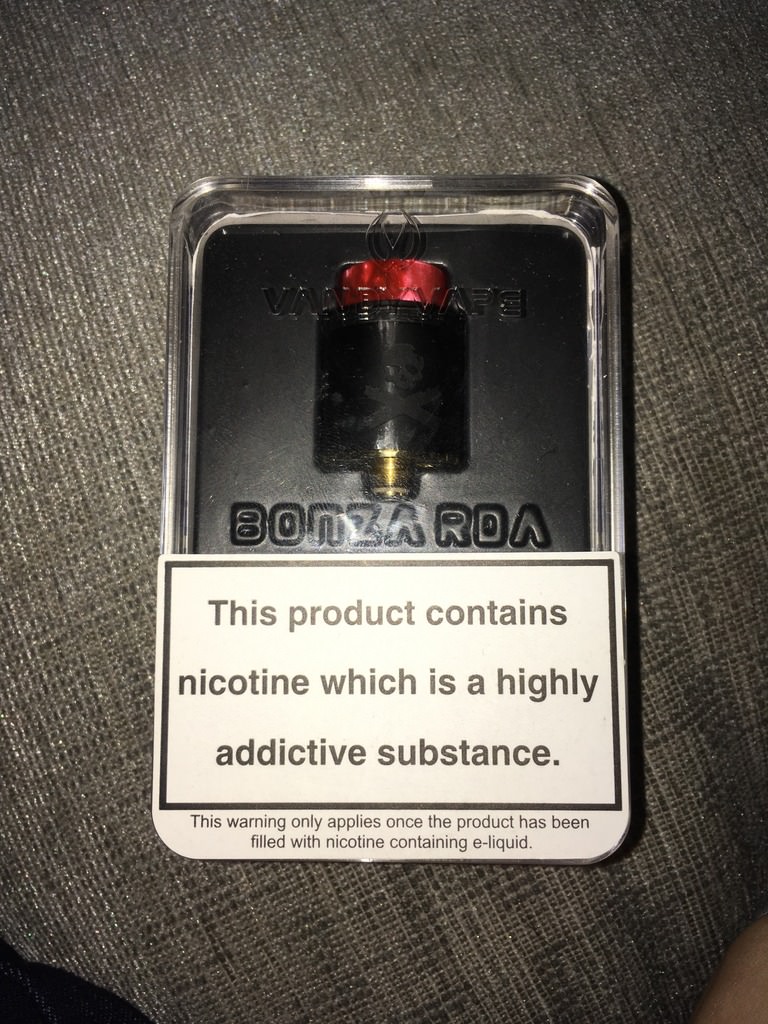 VANDYVAPE
BONZA RDA
This product contains
nicotine which is a highly
addictive substance.
This warning only applies once the product has been
filled with nicotine containing e-liquid.